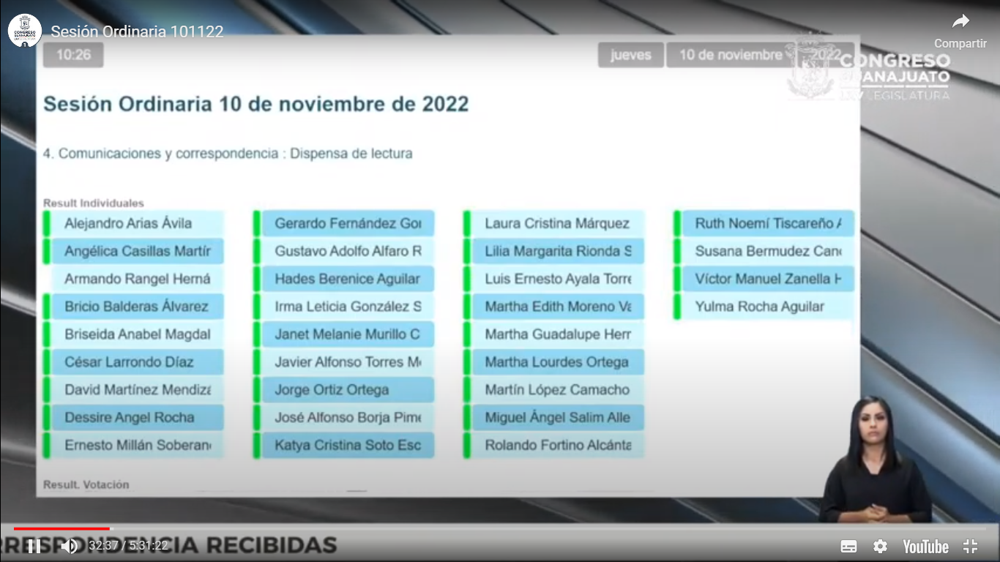 Sesión Ordinaria 101122
Compartir
10:26
jueves
10 de noviembre
2022
CONGRESO
GUANAJUATO
LXV LEGISLATURA
Sesión Ordinaria 10 de noviembre de 2022
4. Comunicaciones y correspondencia : Dispensa de lectura
Result Individuales
Alejandro Arias Ávila
Angélica Casillas Martír
Armando Rangel Herná
Bricio Balderas Álvarez
Briseida Anabel Magdal
César Larrondo Díaz
David Martínez Mendizá
Dessire Angel Rocha
Ernesto Millán Soberan
Gerardo Fernández Gor
Gustavo Adolfo Alfaro R
Hades Berenice Aguilar
Irma Leticia González S
Janet Melanie Murillo C
Javier Alfonso Torres Me
Jorge Ortiz Ortega
José Alfonso Borja Pime
Katya Cristina Soto Esc
Laura Cristina Márquez
Lilia Margarita Rionda S
Luis Ernesto Ayala Torre
Martha Edith Moreno Va
Martha Guadalupe Herr
Martha Lourdes Ortega
Martín López Camacho
Miguel Ángel Salim Alle
Rolando Fortino Alcánta
Ruth Noemí Tiscareño A
Susana Bermudez Canc
Víctor Manuel Zanella H
Yulma Rocha Aguilar
Result. Votación
RRESPONDENCIA RECIBIDAS
32:37 / 5:31:22
YouTube